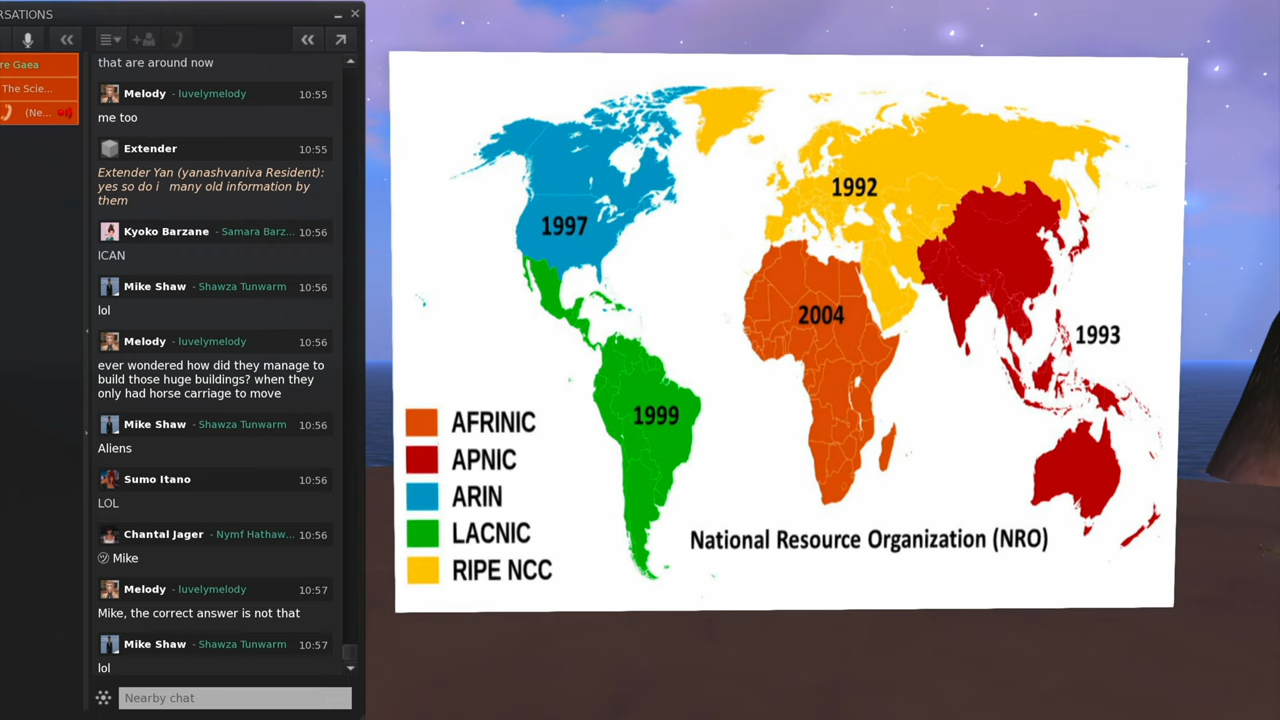 RSATIONS
re Gaea
The Scie...
(Ne...
that are around now
Melody - luvelymelody 10:55
me too
Extender 10:55
Extender Yan (yanashvaniva Resident):
yes so do i many old information by
them
Kyoko Barzane - Samara Barz... 10:56
ICAN
Mike Shaw - Shawza Tunwarm 10:56
lol
Melody - luvelymelody 10:56
ever wondered how did they manage to
build those huge buildings? when they
only had horse carriage to move
Mike Shaw - Shawza Tunwarm 10:56
Aliens
Sumo Itano 10:56
LOL
Chantal Jager - Nymf Hathaw... 10:56
Mike
Melody - luvelymelody 10:57
Mike, the correct answer is not that
Mike Shaw - Shawza Tunwarm 10:57
lol
Nearby chat
1992
1997
2004
1993
1999
AFRINIC
APNIC
ARIN
LACNIC
RIPE NCC
National Resource Organization (NRO)